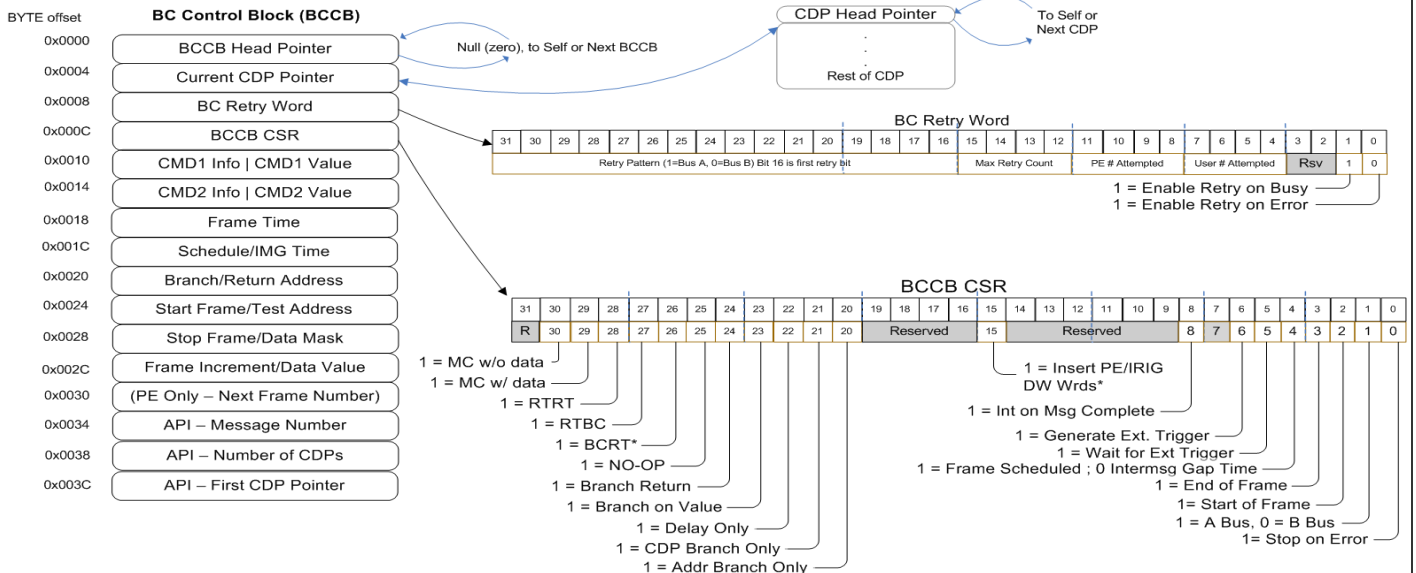 BYTE offset
BC Control Block (BCCB)
0x0000
BCCB Head Pointer
Null (zero), to Self or Next BCCB
0x0004
Current CDP Pointer
0x0008
BC Retry Word
0x000C
BCCB CSR
0x0010
CMD1 Info | CMD1 Value
0x0014
CMD2 Info | CMD2 Value
0x0018
Frame Time
0x001C
Schedule/IMG Time
0x0020
Branch/Return Address
0x0024
Start Frame/Test Address
0x0028
Stop Frame/Data Mask
0x002C
Frame Increment/Data Value
0x0030
(PE Only – Next Frame Number)
0x0034
API – Message Number
0x0038
API – Number of CDPs
0x003C
API – First CDP Pointer
CDP Head Pointer
To Self or
Next CDP
.
.
Rest of CDP
BC Retry Word
31 30 29 28 27 26 25 24 23 22 21 20 19 18 17 16 15 14 13 12 11 10 9 8 7 6 5 4 3 2 1 0
Retry Pattern (1=Bus A, 0=Bus B) Bit 16 is first retry bit
Max Retry Count
PE # Attempted
User # Attempted
Rsv
1 0
1 = Enable Retry on Busy
1 = Enable Retry on Error
BCCB CSR
31 30 29 28 27 26 25 24 23 22 21 20 19 18 17 16 15 14 13 12 11 10 9 8 7 6 5 4 3 2 1 0
R 30 29 28 27 26 25 24 23 22 21 20 Reserved 15 Reserved 8 7 6 5 4 3 2 1 0
1 = MC w/o data
1 = MC w/ data
1 = RTRT
1 = RTBC
1 = BCRT*
1 = NO-OP
1 = Branch Return
1 = Branch on Value
1 = Delay Only
1 = CDP Branch Only
1 = Addr Branch Only
1 = Insert PE/IRIG
DW Wrds*
1 = Int on Msg Complete
1 = Generate Ext. Trigger
1 = Wait for Ext Trigger
1 = Frame Scheduled ; 0 Intermsg Gap Time
1 = End of Frame
1= Start of Frame
1 = A Bus, 0 = B Bus
1= Stop on Error